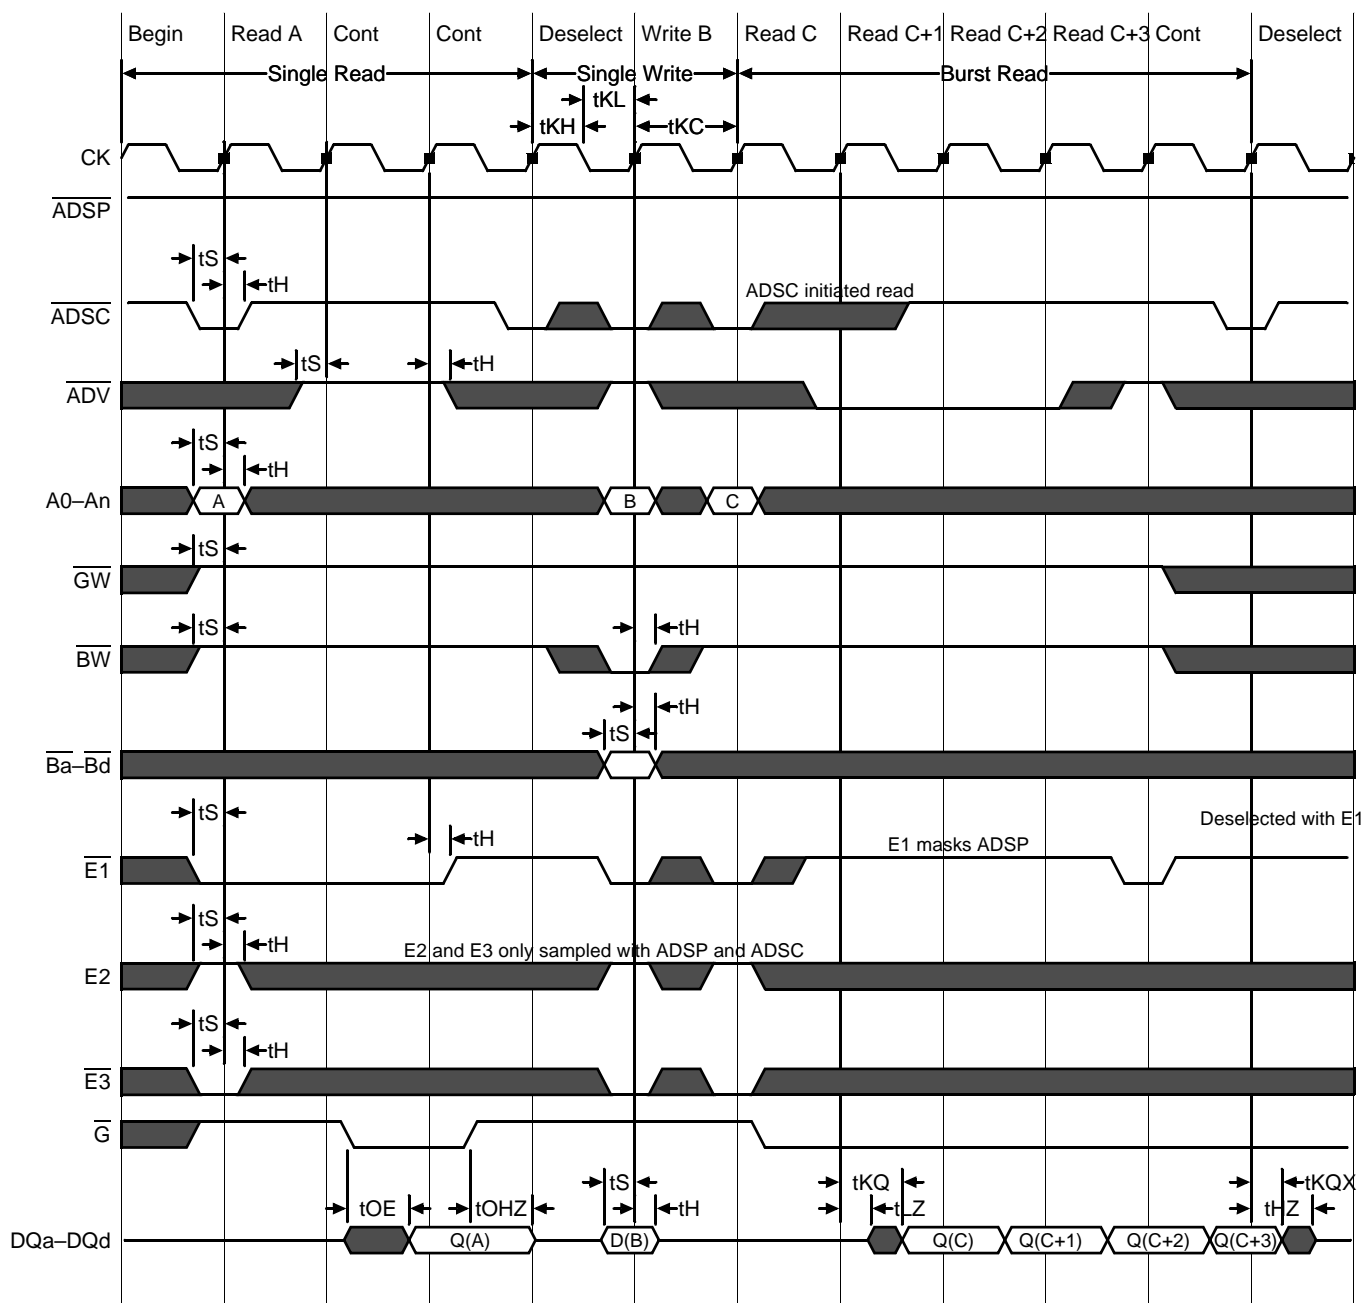 Begin Read A Cont Cont Deselect Write B Read C Read C+1 Read C+2 Read C+3 Cont Deselect
Single Read Single Write Burst Read
tKL
tKH tKC
CK
ADSP
tS
tH
ADSC initiated read
ADSC
tS tH
ADV
tS
tH
A0–An A B C
tS
GW
tS tH
BW
tH
tS
Ba–Bd
tS
Deselected with E1
tH
E1 masks ADSP
E1
tS
tH
E2 and E3 only sampled with ADSP and ADSC
E2
tS
tH
E3
G
tS tKQ tKQX
tOE tOHZ tH tLZ tHZ
DQa–DQd Q(A) D(B) Q(C) Q(C+1) Q(C+2) Q(C+3)